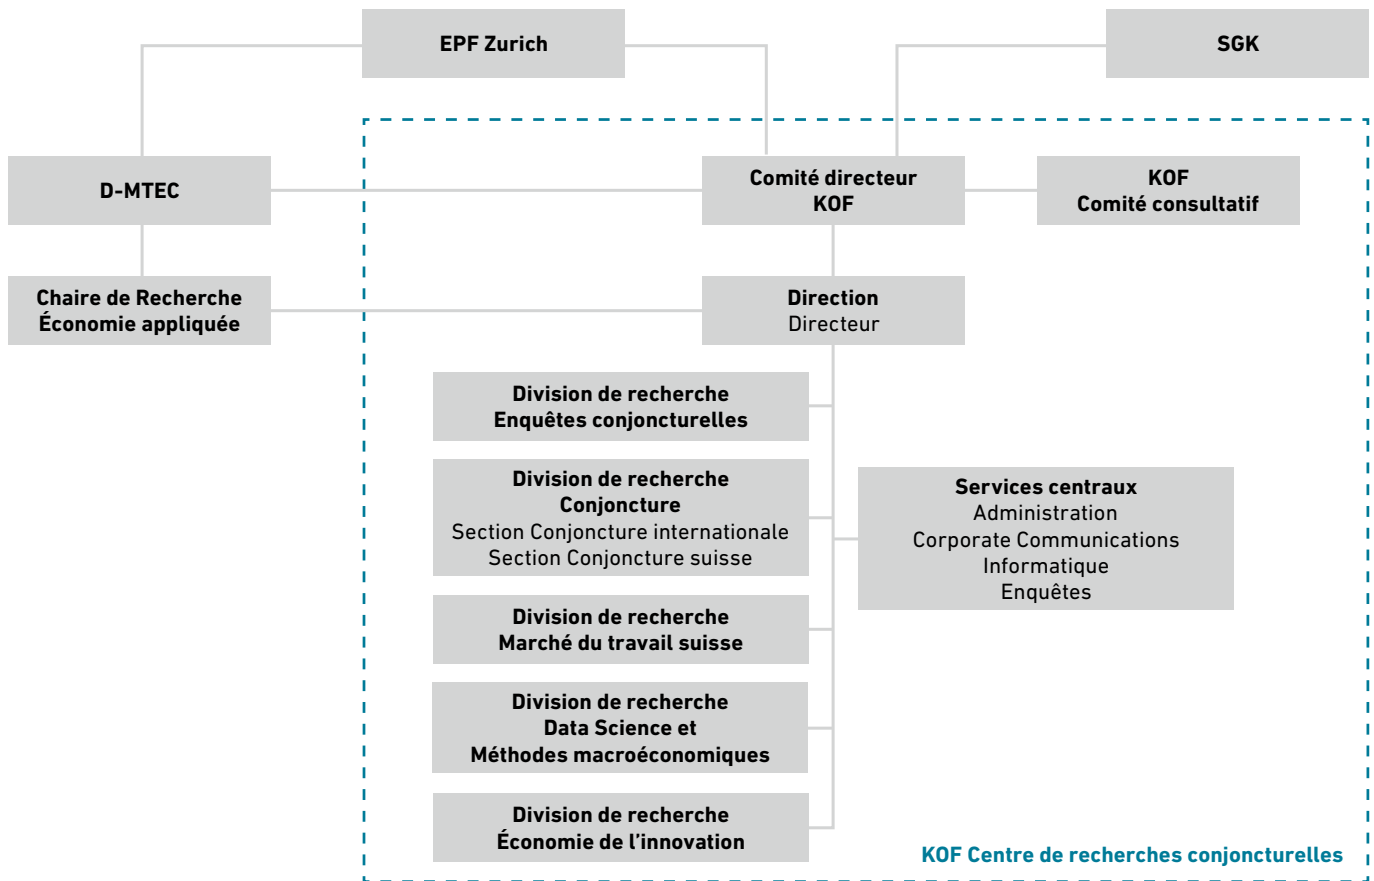 EPF Zurich
SGK
D-MTEC
Comité directeur
KOF
KOF
Comité consultatif
Chaire de Recherche
Économie appliquée
Direction
Directeur
Division de recherche
Enquêtes conjoncturelles
Division de recherche
Conjoncture
Section Conjoncture internationale
Section Conjoncture suisse
Services centraux
Administration
Corporate Communications
Informatique
Enquêtes
Division de recherche
Marché du travail suisse
Division de recherche
Data Science et
Méthodes macroéconomiques
Division de recherche
Économie de l’innovation
KOF Centre de recherches conjoncturelles